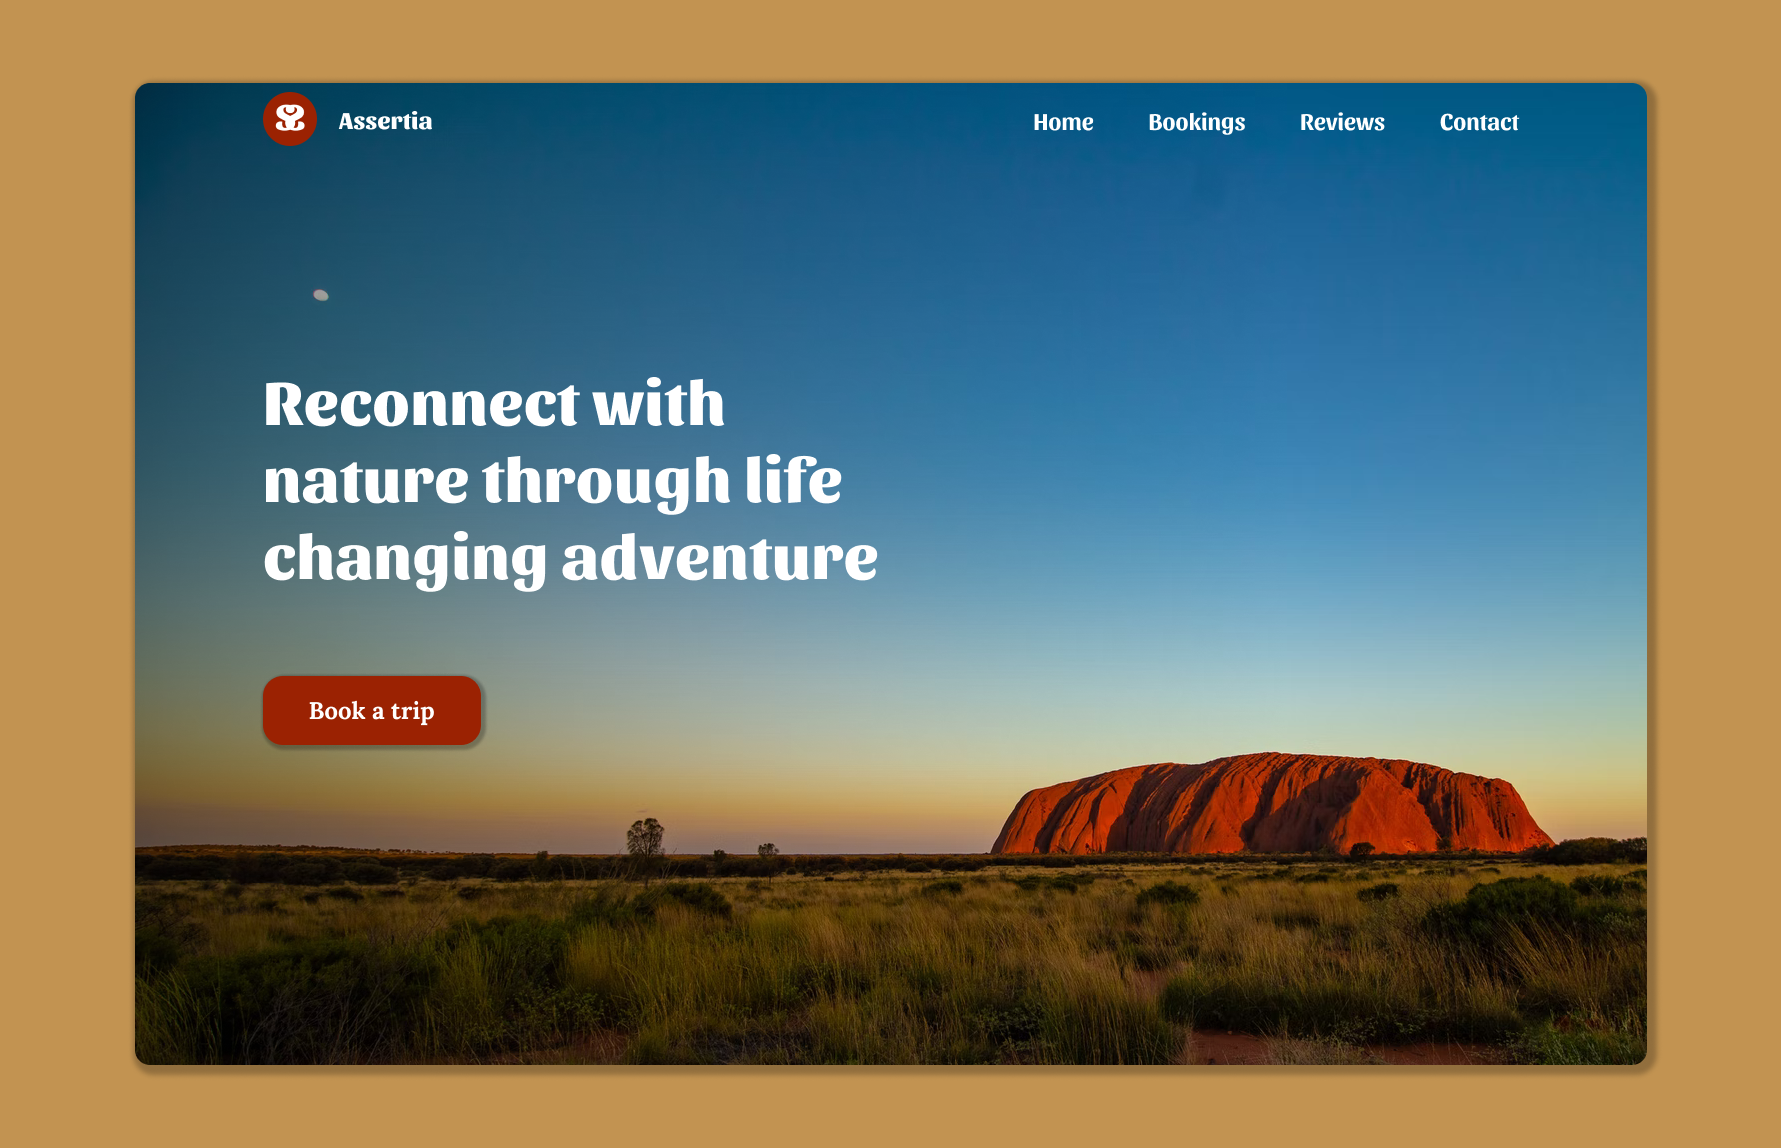 Assertia
Home Bookings Reviews Contact
Reconnect with
nature through life
changing adventure
Book a trip